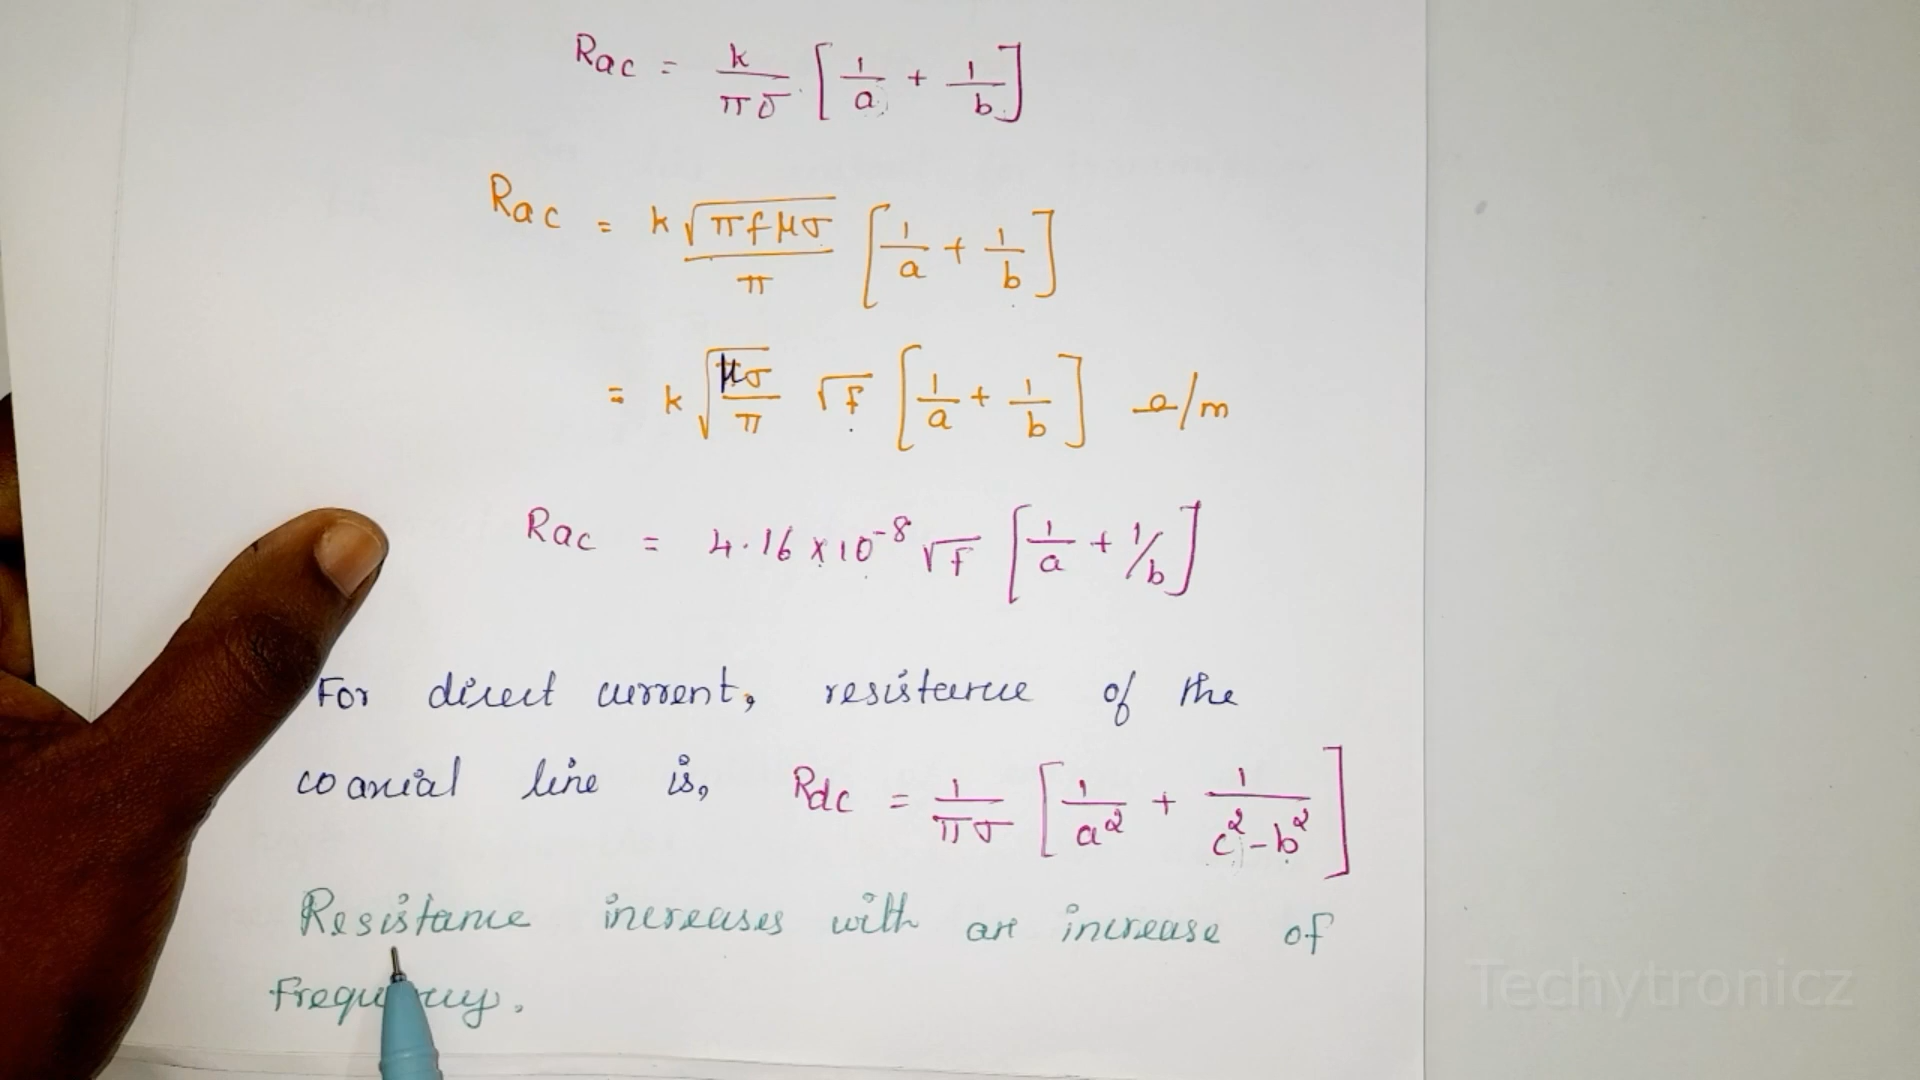 Rac = k/πσ [1/a + 1/b]
Rac = k√πfμσ/π [1/a + 1/b]
= k√μσ/π √f [1/a + 1/b] Ω/m
Rac = 4.16 × 10⁻⁸ √f [1/a + 1/b]
For direct current, resistance of the
coaxial line is, Rdc = 1/πσ [1/a² + 1/c²-b²]
Resistance increases with an increase of
frequency.
Techytronicz